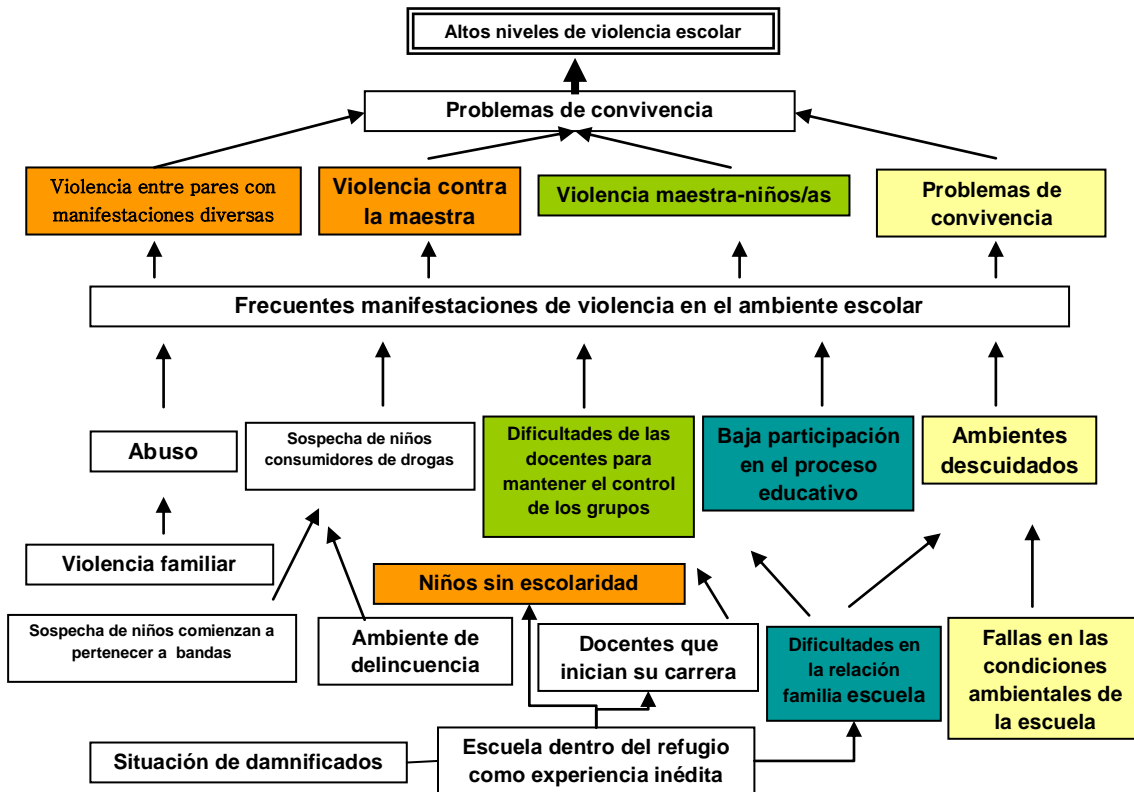 Altos niveles de violencia escolar
Problemas de convivencia
Violencia entre pares con
manifestaciones diversas
Violencia contra
la maestra
Violencia maestra-niños/as
Problemas de
convivencia
Frecuentes manifestaciones de violencia en el ambiente escolar
Abuso
Sospecha de niños
consumidores de drogas
Dificultades de las
docentes para
mantener el control
de los grupos
Baja participación
en el proceso
educativo
Ambientes
descuidados
Violencia familiar
Niños sin escolaridad
Sospecha de niños comienzan a
pertenecer a bandas
Ambiente de
delincuencia
Docentes que
inician su carrera
Dificultades en
la relación
familia escuela
Fallas en las
condiciones
ambientales de
la escuela
Situación de damnificados
Escuela dentro del refugio
como experiencia inédita